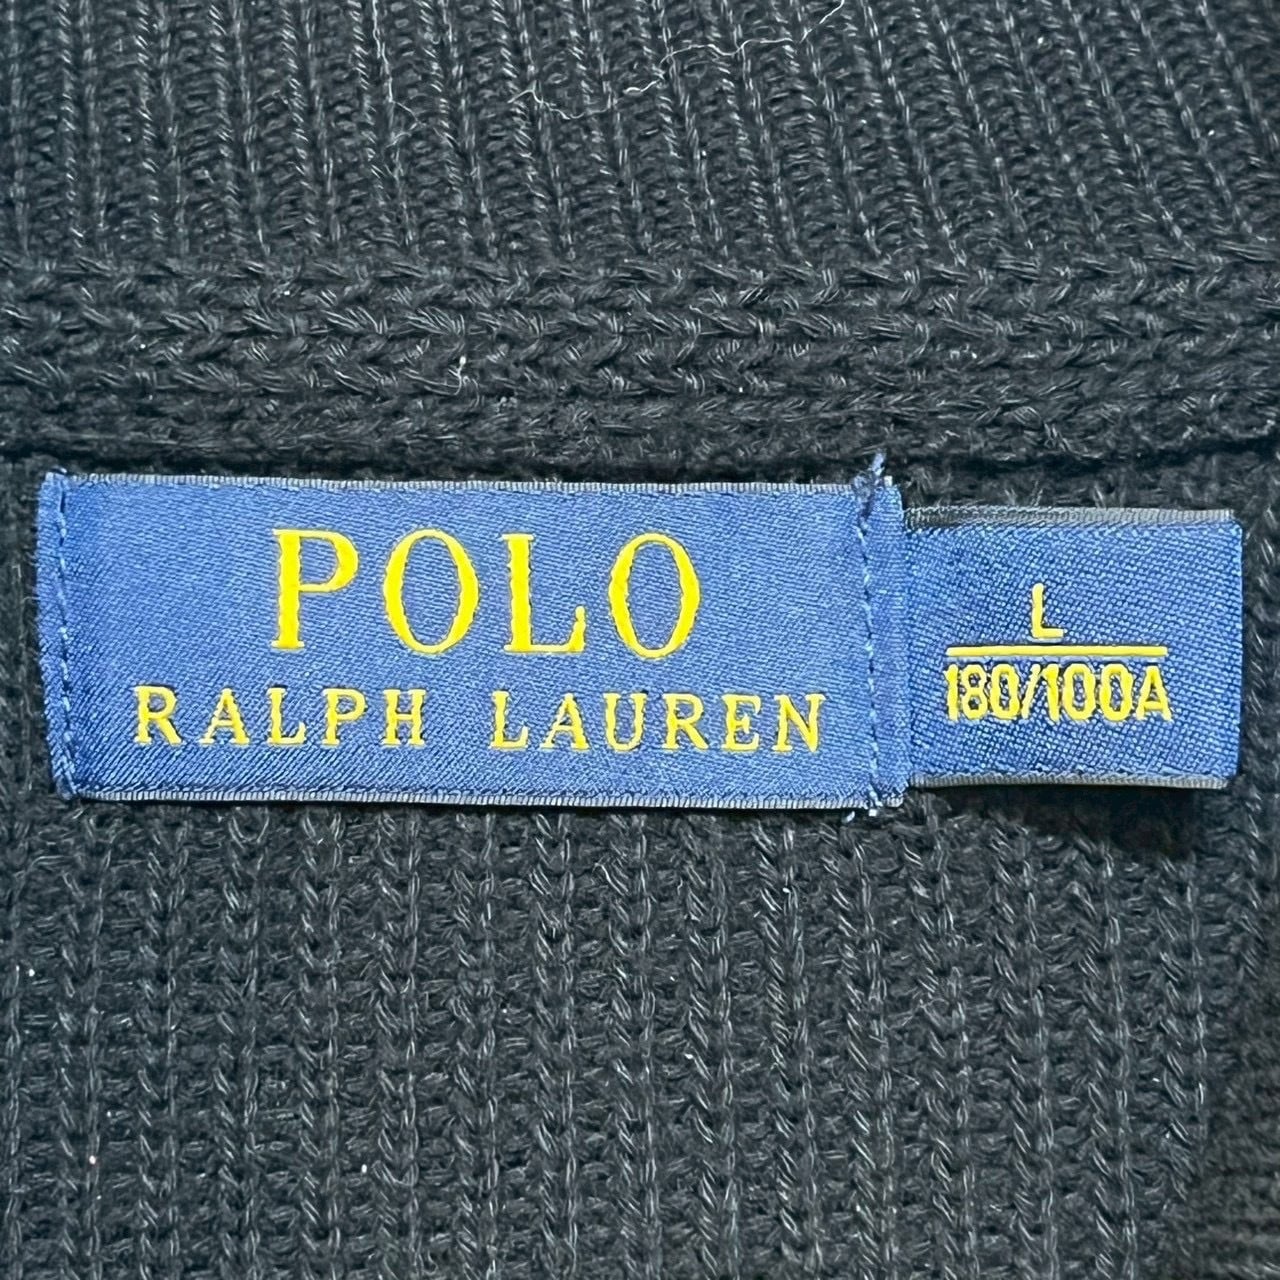 POLO
RALPH LAUREN
L
180/100A